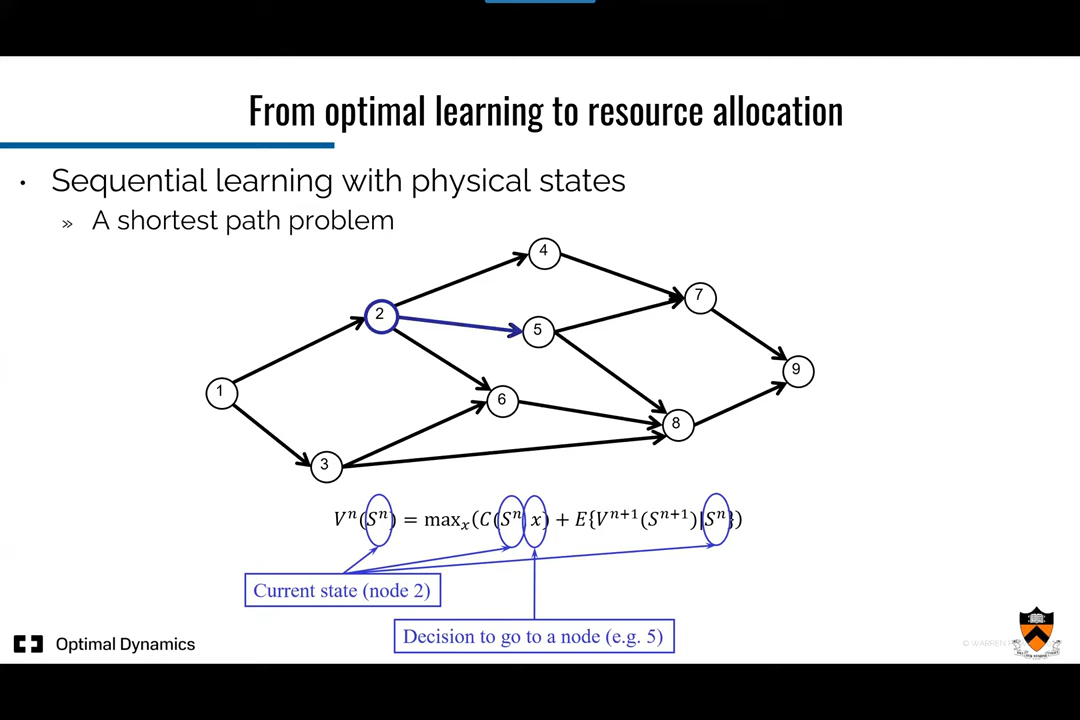 From optimal learning to resource allocation
• Sequential learning with physical states
» A shortest path problem
4
7
2
5
9
1
6
8
3
Vⁿ(Sⁿ) = maxₓ(C(Sⁿ, x) + E{Vⁿ⁺¹(Sⁿ⁺¹)|Sⁿ})
Current state (node 2)
Decision to go to a node (e.g. 5)
Optimal Dynamics
© WARREN